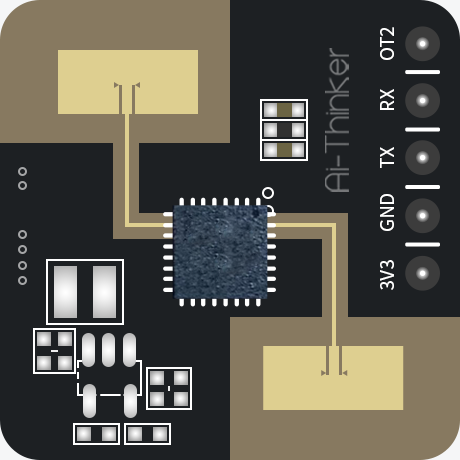 Ai-Thinker
OT2
RX
TX
GND
3V3